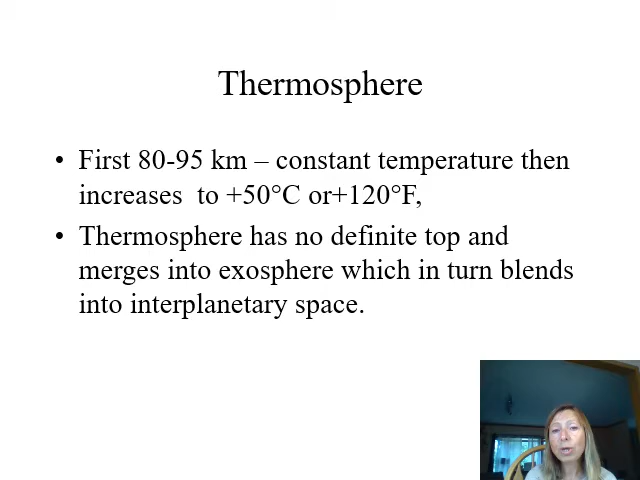 Thermosphere
• First 80-95 km – constant temperature then
increases  to +50°C or+120°F,
• Thermosphere has no definite top and
merges into exosphere which in turn blends
into interplanetary space.